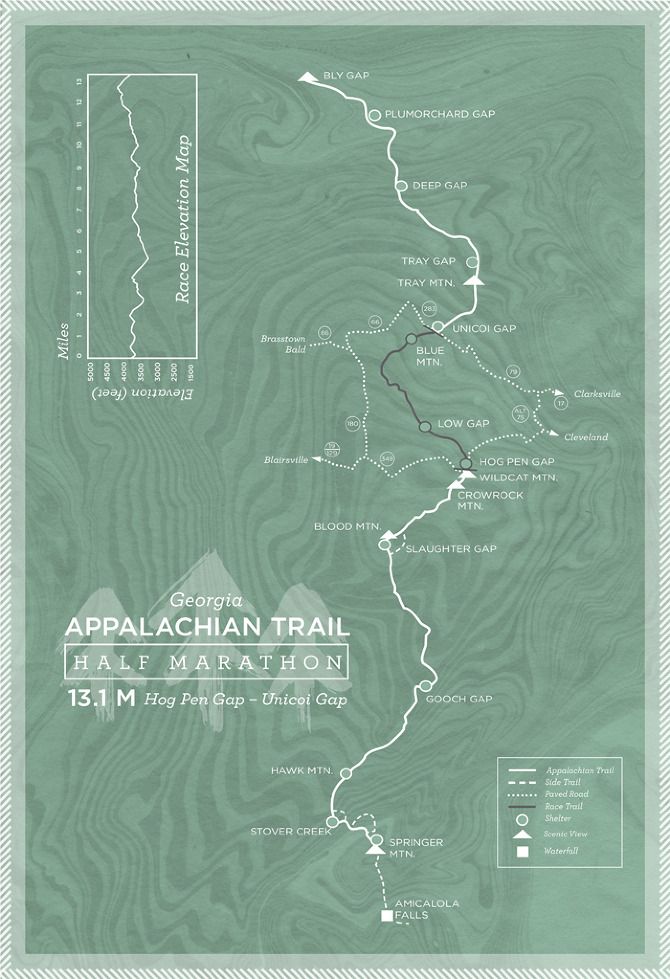 BLY GAP
PLUMORCHARD GAP
DEEP GAP
TRAY GAP
TRAY MTN.
283
UNICOI GAP
66
66
Brasstown
Bald
BLUE
MTN.
79
Clarksville
17
ALT
75
Cleveland
180
LOW GAP
19
129
Blairsville
348
HOG PEN GAP
WILDCAT MTN.
CROWROCK
MTN.
BLOOD MTN.
SLAUGHTER GAP
GOOCH GAP
HAWK MTN.
STOVER CREEK
SPRINGER
MTN.
AMICALOLA
FALLS
Race Elevation Map
Miles
0 1 2 3 4 5 6 7 8 9 10 11 12 13
Elevation (feet)
5000 4500 4000 3500 3000 2500 1500
Georgia
APPALACHIAN TRAIL
HALF MARATHON
13.1 M Hog Pen Gap – Unicoi Gap
Appalachian Trail
Side Trail
Paved Road
Race Trail
Shelter
Scenic View
Waterfall